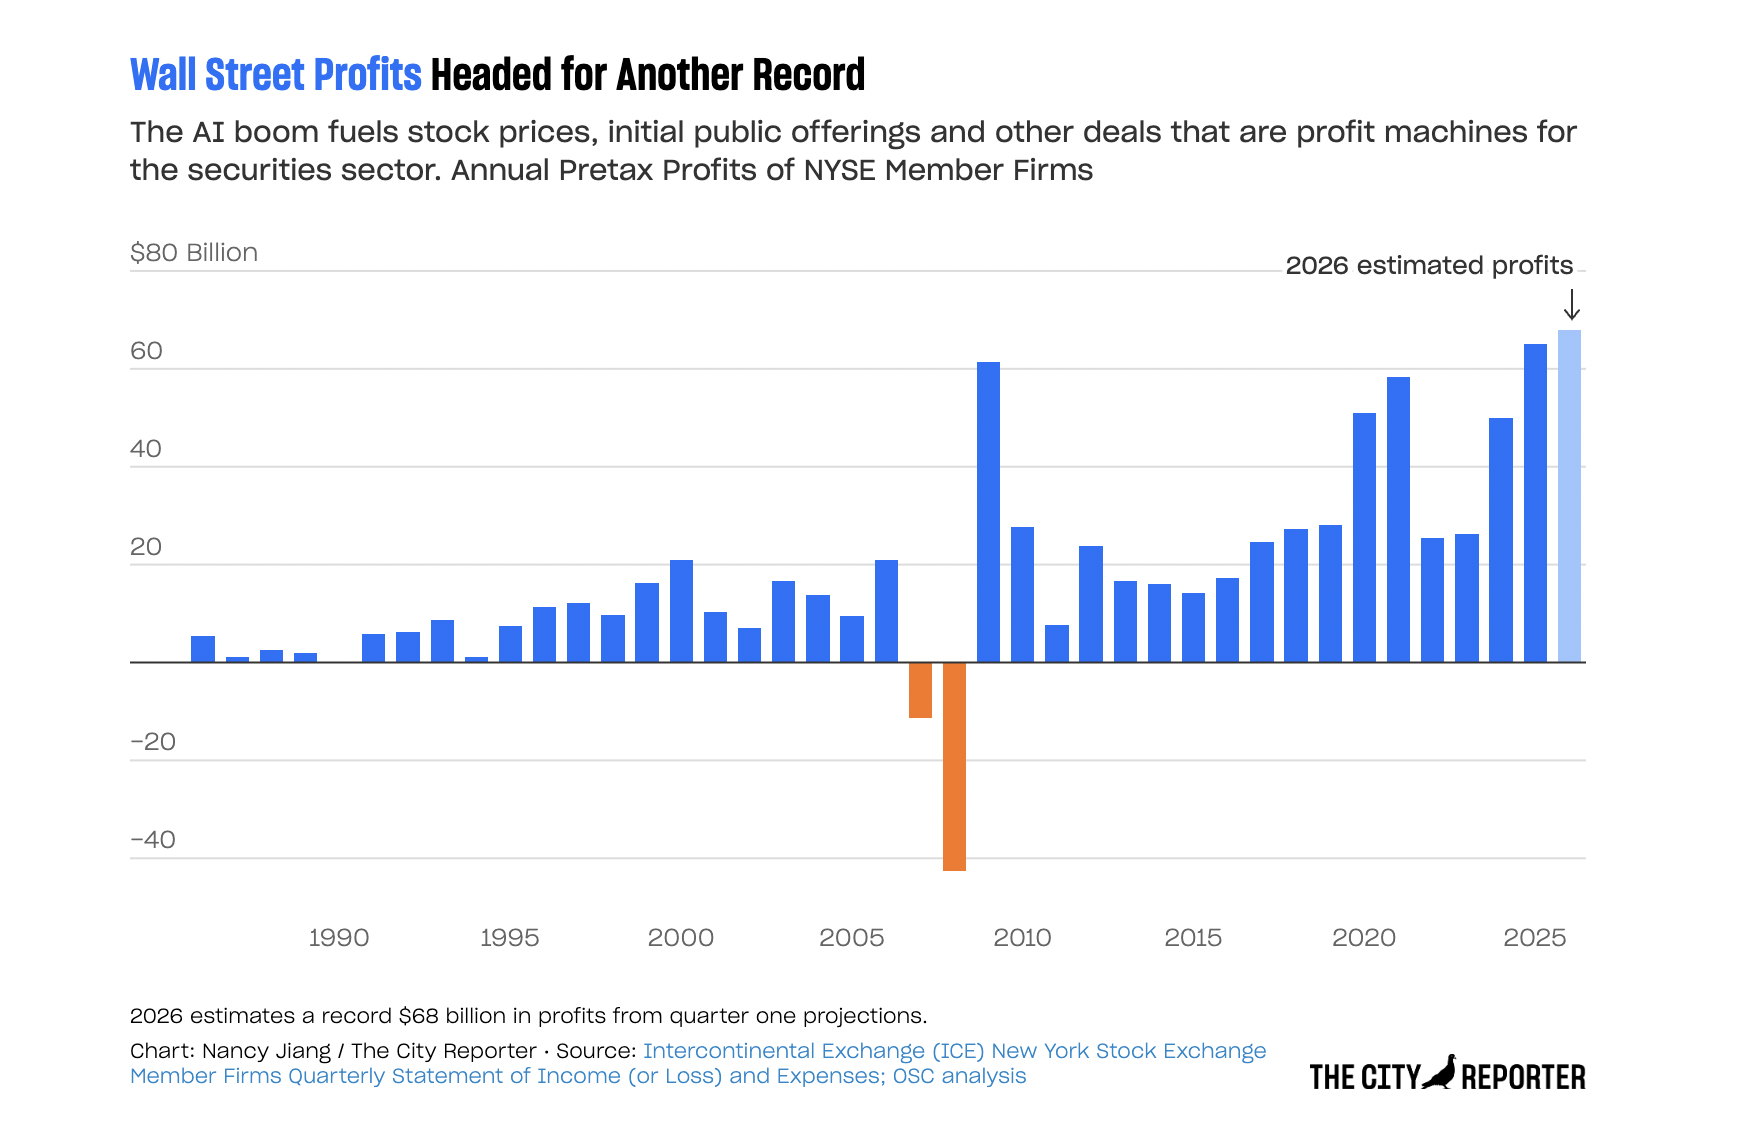 Wall Street Profits Headed for Another Record
The AI boom fuels stock prices, initial public offerings and other deals that are profit machines for
the securities sector. Annual Pretax Profits of NYSE Member Firms
$80 Billion
2026 estimated profits
60
40
20
−20
−40
1990 1995 2000 2005 2010 2015 2020 2025
2026 estimates a record $68 billion in profits from quarter one projections.
Chart: Nancy Jiang / The City Reporter · Source: Intercontinental Exchange (ICE) New York Stock Exchange
Member Firms Quarterly Statement of Income (or Loss) and Expenses; OSC analysis
THE CITY REPORTER